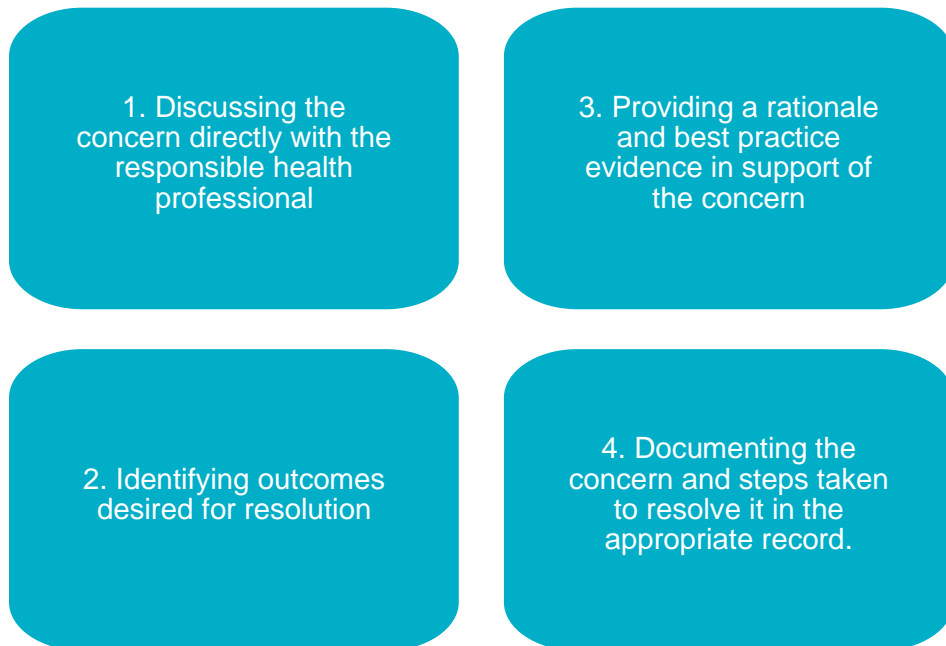 1. Discussing the
concern directly with the
responsible health
professional
2. Identifying outcomes
desired for resolution
3. Providing a rationale
and best practice
evidence in support of
the concern
4. Documenting the
concern and steps taken
to resolve it in the
appropriate record.